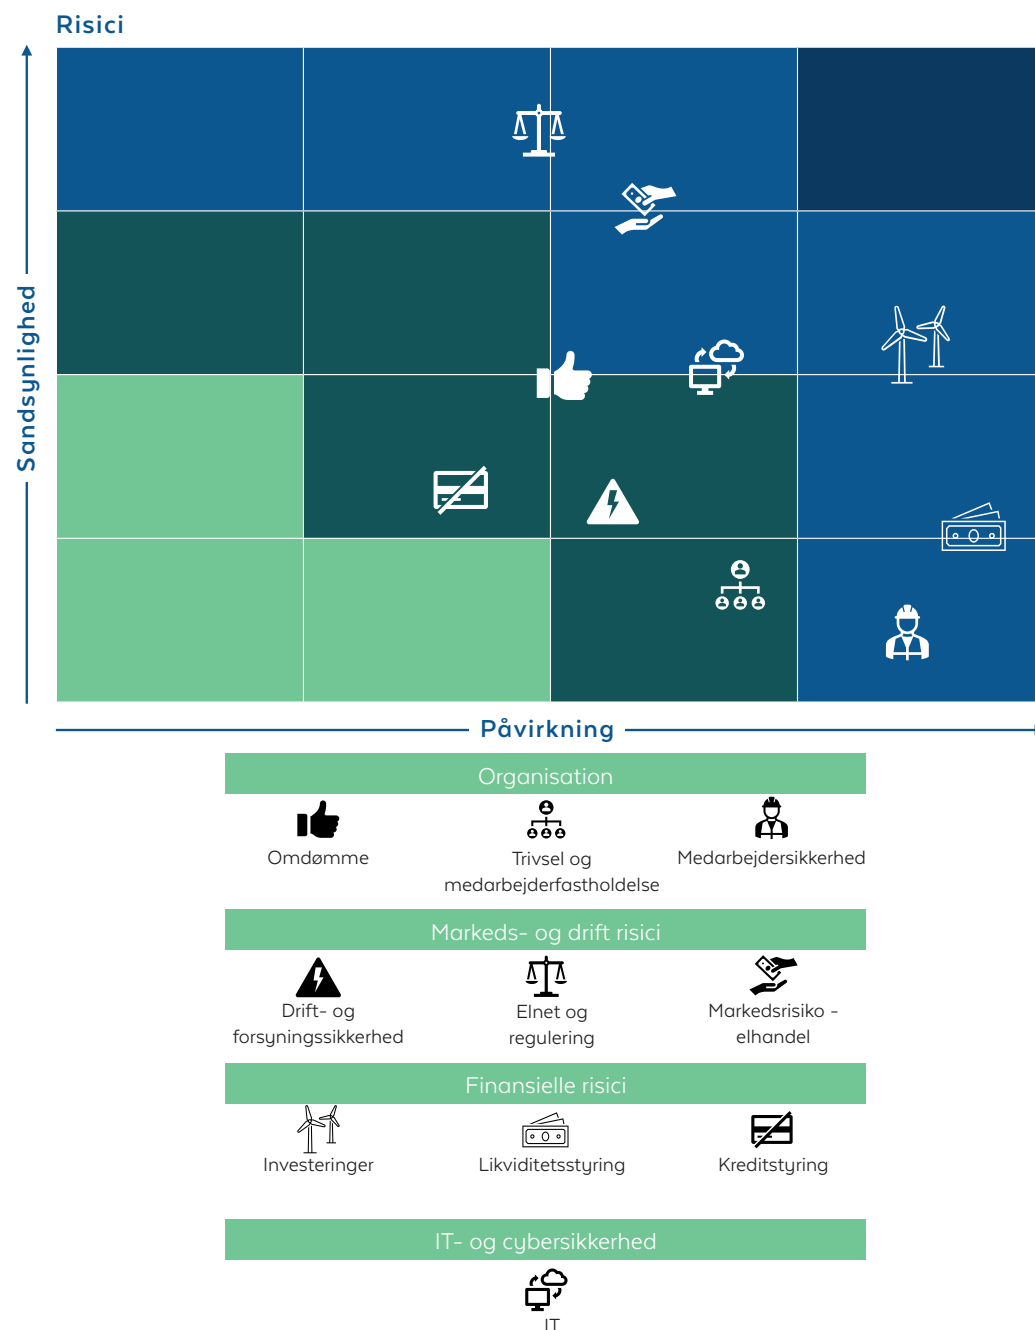 Risici
Sandsynlighed
Påvirkning
Organisation
Omdømme
Trivsel og
medarbejderfastholdelse
Medarbejdersikkerhed
Markeds- og drift risici
Drift- og
forsyningssikkerhed
Elnet og
regulering
Markedsrisiko -
elhandel
Finansielle risici
Investeringer
Likviditetsstyring
Kreditstyring
IT- og cybersikkerhed
IT